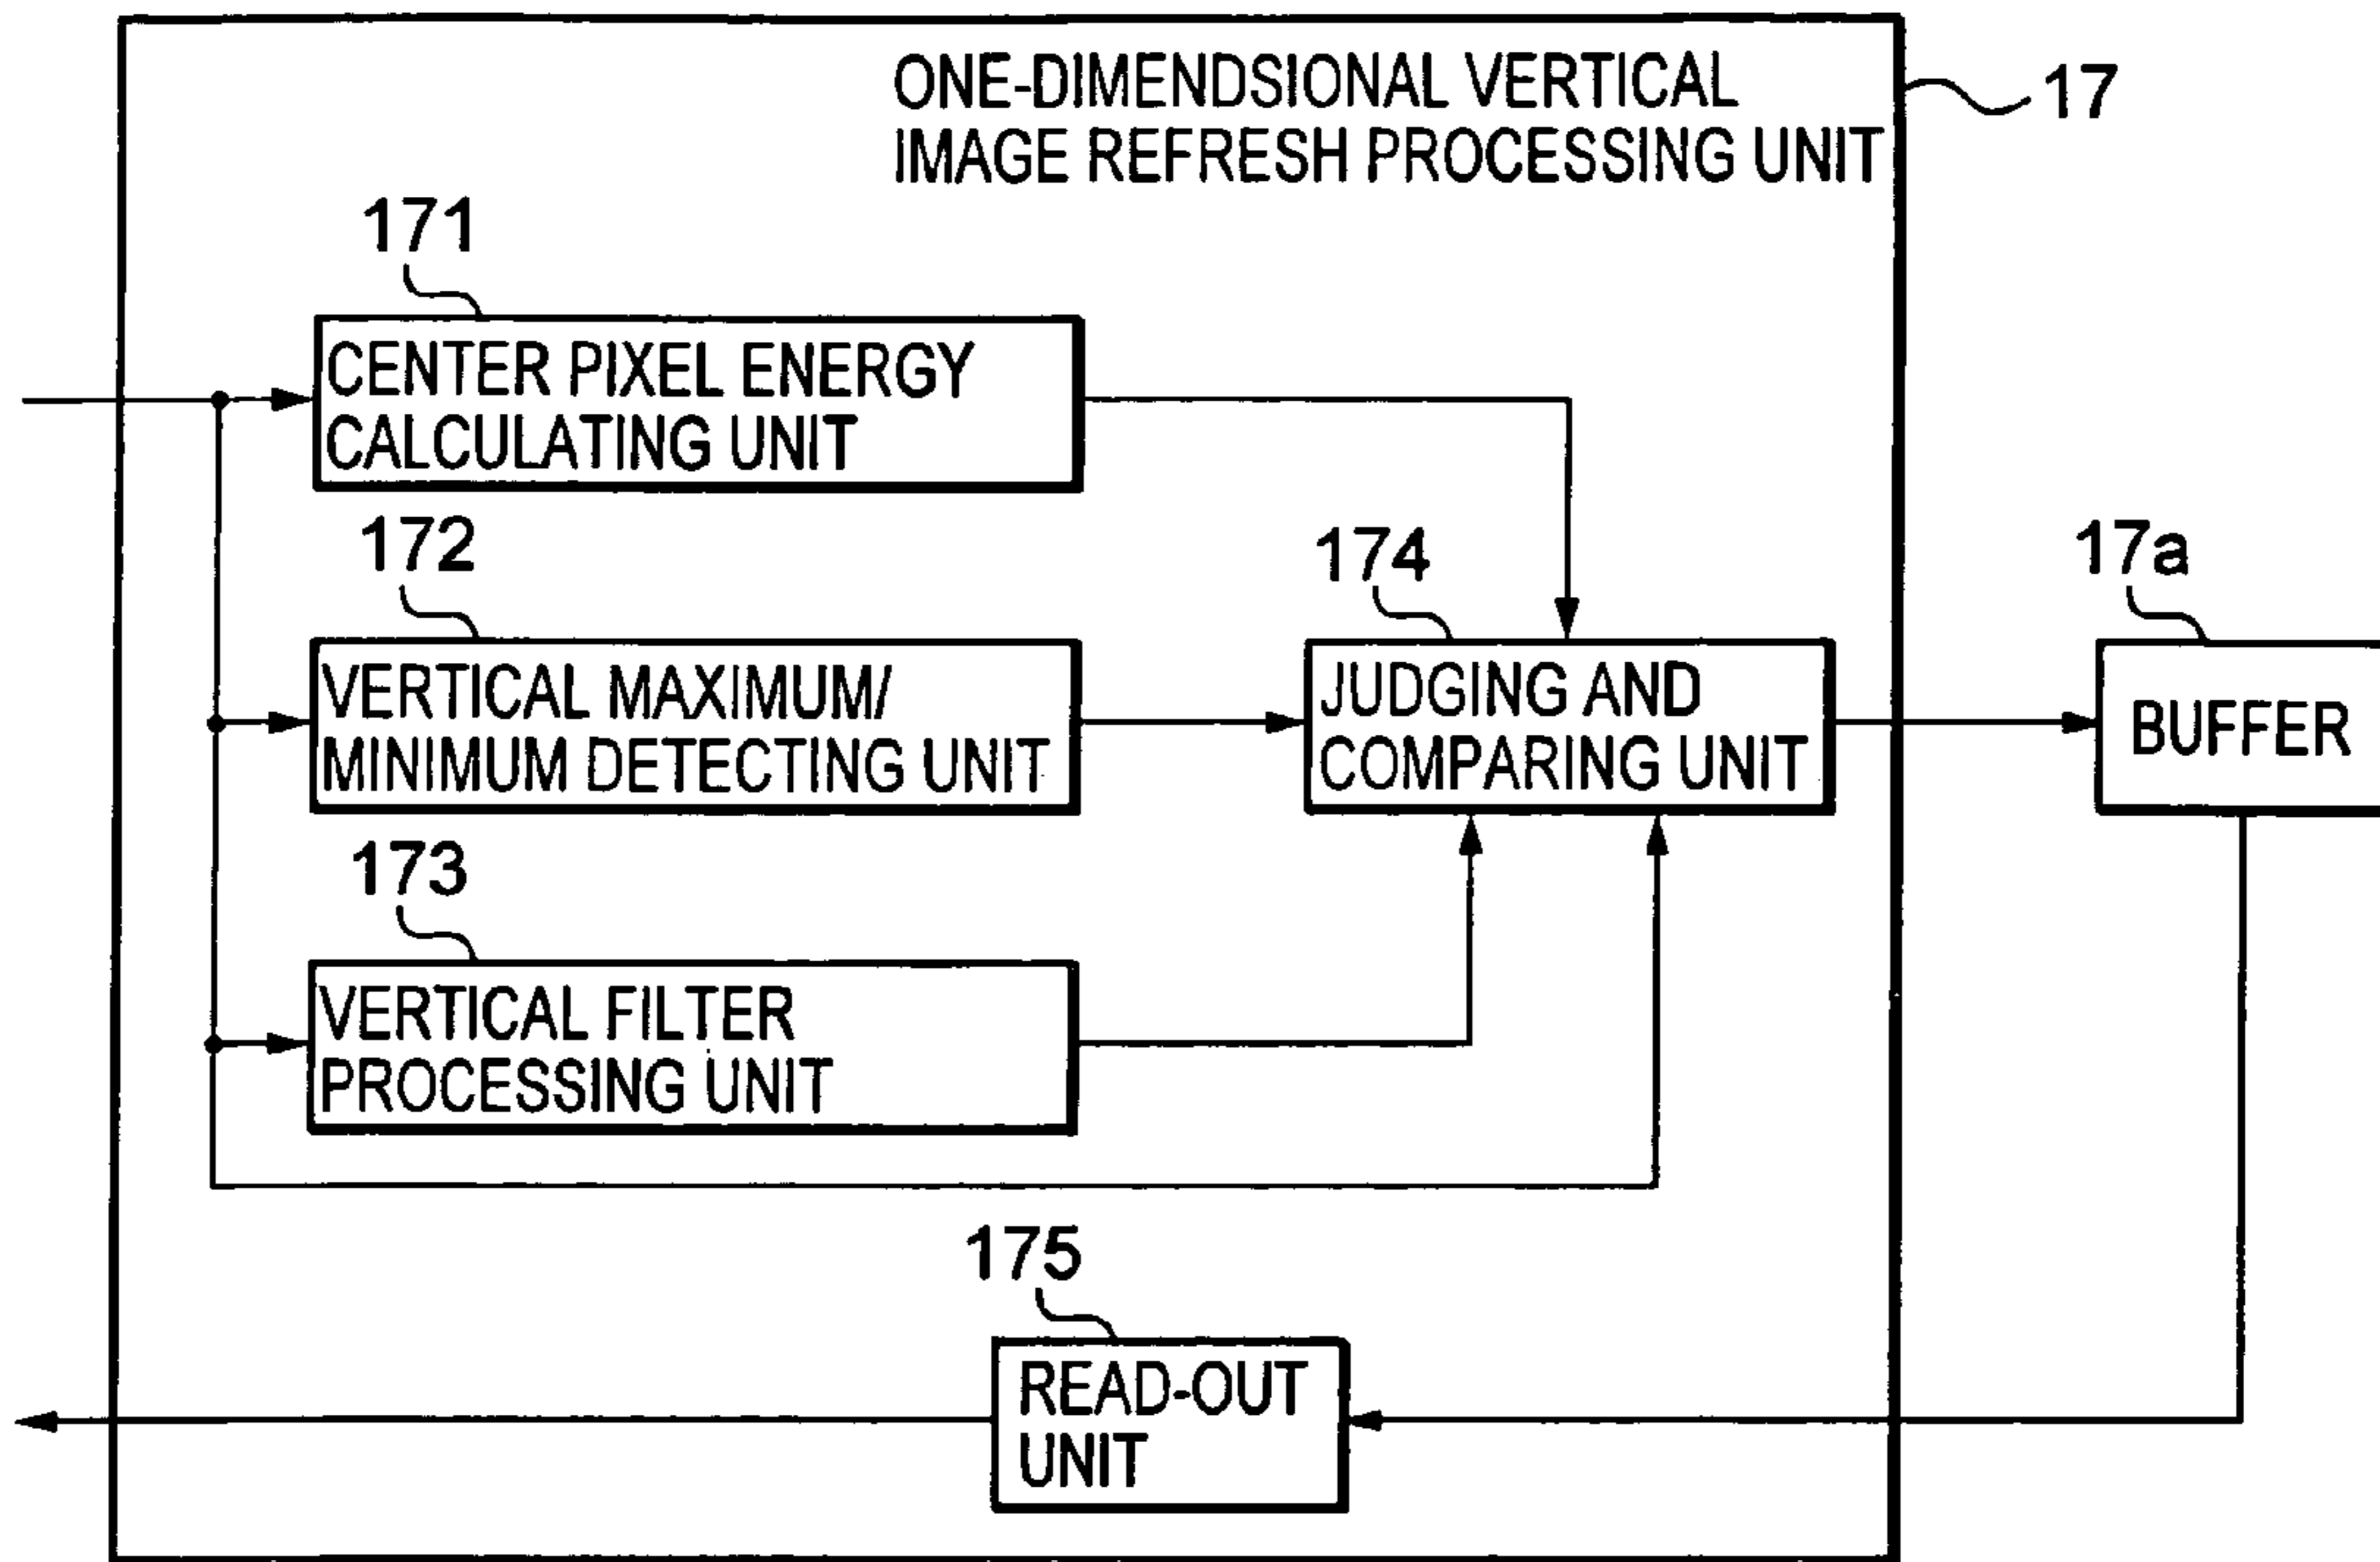 ONE-DIMENDSIONAL VERTICAL
IMAGE REFRESH PROCESSING UNIT
17
171
CENTER PIXEL ENERGY
CALCULATING UNIT
172
VERTICAL MAXIMUM/
MINIMUM DETECTING UNIT
174
JUDGING AND
COMPARING UNIT
17a
BUFFER
173
VERTICAL FILTER
PROCESSING UNIT
175
READ-OUT
UNIT